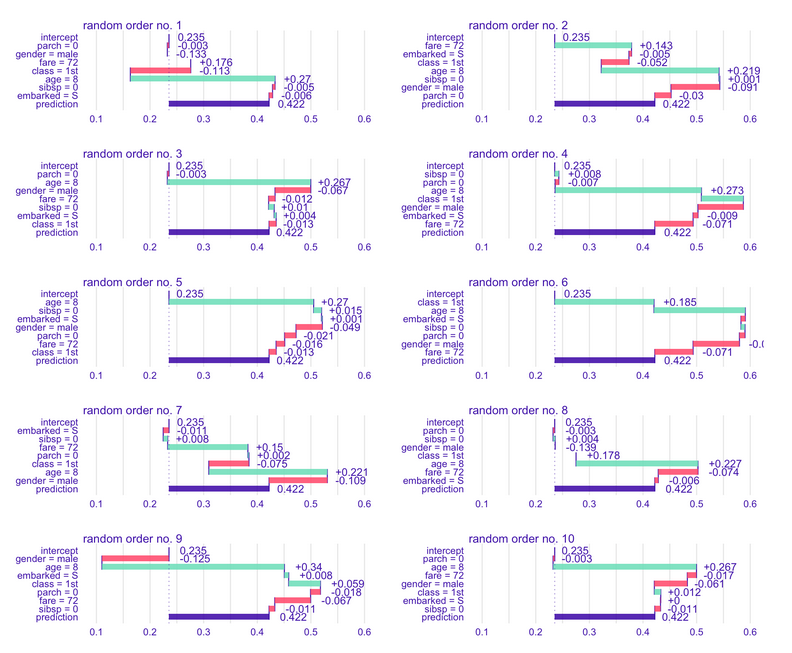 random order no. 1
intercept 0.235
parch = 0 -0.003
gender = male -0.133
fare = 72 +0.176
class = 1st -0.113
age = 8 +0.27
sibsp = 0 -0.005
embarked = S -0.006
prediction 0.422
0.1 0.2 0.3 0.4 0.5 0.6
random order no. 2
intercept 0.235
fare = 72 +0.143
embarked = S -0.005
class = 1st -0.052
age = 8 +0.219
sibsp = 0 +0.001
gender = male -0.091
parch = 0 -0.03
prediction 0.422
0.1 0.2 0.3 0.4 0.5 0.6
random order no. 3
intercept 0.235
parch = 0 -0.003
age = 8 +0.267
gender = male -0.067
fare = 72 -0.012
sibsp = 0 +0.01
embarked = S +0.004
class = 1st -0.013
prediction 0.422
0.1 0.2 0.3 0.4 0.5 0.6
random order no. 4
intercept 0.235
sibsp = 0 +0.008
parch = 0 -0.007
age = 8 +0.273
class = 1st
gender = male
embarked = S -0.009
fare = 72 -0.071
prediction 0.422
0.1 0.2 0.3 0.4 0.5 0.6
random order no. 5
intercept 0.235
age = 8 +0.27
sibsp = 0 +0.015
embarked = S +0.001
gender = male -0.049
parch = 0 -0.021
fare = 72 -0.016
class = 1st -0.013
prediction 0.422
0.1 0.2 0.3 0.4 0.5 0.6
random order no. 6
intercept 0.235
class = 1st +0.185
age = 8
embarked = S
sibsp = 0
parch = 0
gender = male
fare = 72 -0.071
prediction 0.422
0.1 0.2 0.3 0.4 0.5 0.6
random order no. 7
intercept 0.235
embarked = S -0.011
sibsp = 0 +0.008
fare = 72 +0.15
parch = 0 +0.002
class = 1st -0.075
age = 8 +0.221
gender = male -0.109
prediction 0.422
0.1 0.2 0.3 0.4 0.5 0.6
random order no. 8
intercept 0.235
parch = 0 -0.003
sibsp = 0 +0.004
gender = male -0.139
class = 1st +0.178
age = 8 +0.227
fare = 72 -0.074
embarked = S -0.006
prediction 0.422
0.1 0.2 0.3 0.4 0.5 0.6
random order no. 9
intercept 0.235
gender = male -0.125
age = 8 +0.34
embarked = S +0.008
class = 1st +0.059
parch = 0 -0.018
fare = 72 -0.067
sibsp = 0 -0.011
prediction 0.422
0.1 0.2 0.3 0.4 0.5 0.6
random order no. 10
intercept 0.235
parch = 0 -0.003
age = 8 +0.267
fare = 72 -0.017
gender = male -0.061
class = 1st +0.012
embarked = S +0
sibsp = 0 -0.011
prediction 0.422
0.1 0.2 0.3 0.4 0.5 0.6